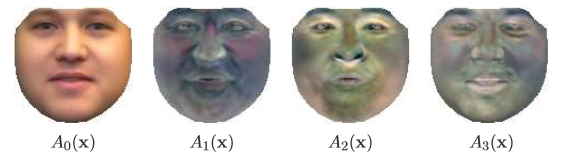 A₀(x) A₁(x) A₂(x) A₃(x)